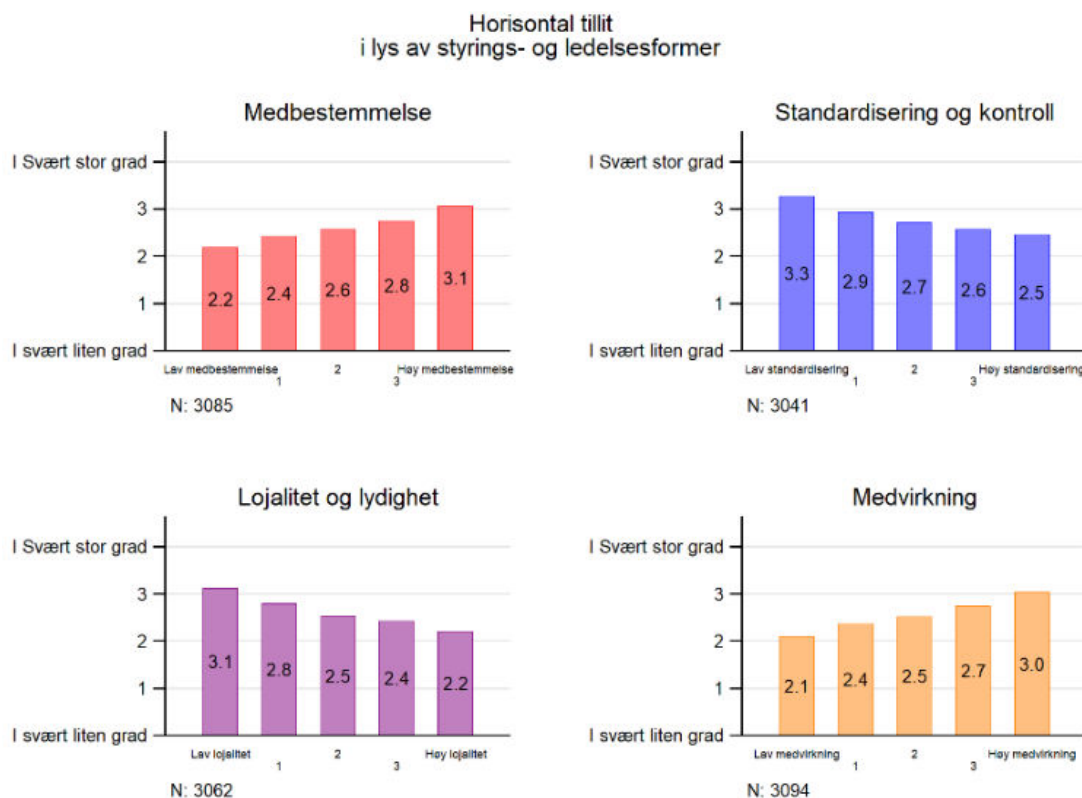 Horisontal tillit
i lys av styrings- og ledelsesformer
Medbestemmelse
I Svært stor grad
3
2
1
I svært liten grad
2.2 2.4 2.6 2.8 3.1
Lav medbestemmelse 1 2 3 Høy medbestemmelse
N: 3085
Standardisering og kontroll
I Svært stor grad
3
2
1
I svært liten grad
3.3 2.9 2.7 2.6 2.5
Lav standardisering 1 2 3 Høy standardisering
N: 3041
Lojalitet og lydighet
I Svært stor grad
3
2
1
I svært liten grad
3.1 2.8 2.5 2.4 2.2
Lav lojalitet 1 2 3 Høy lojalitet
N: 3062
Medvirkning
I Svært stor grad
3
2
1
I svært liten grad
2.1 2.4 2.5 2.7 3.0
Lav medvirkning 1 2 3 Høy medvirkning
N: 3094